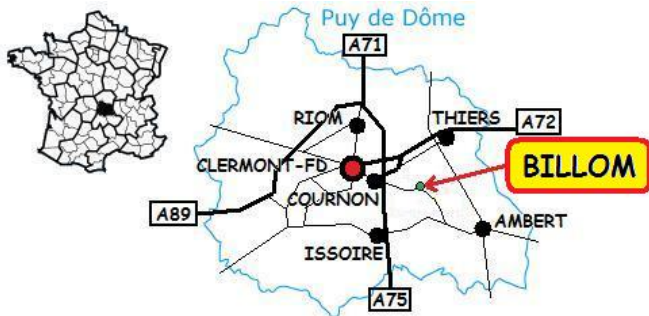 Puy de Dôme
A71
RIOM
THIERS
A72
CLERMONT-FD
BILLOM
COURNON
A89
AMBERT
ISSOIRE
A75